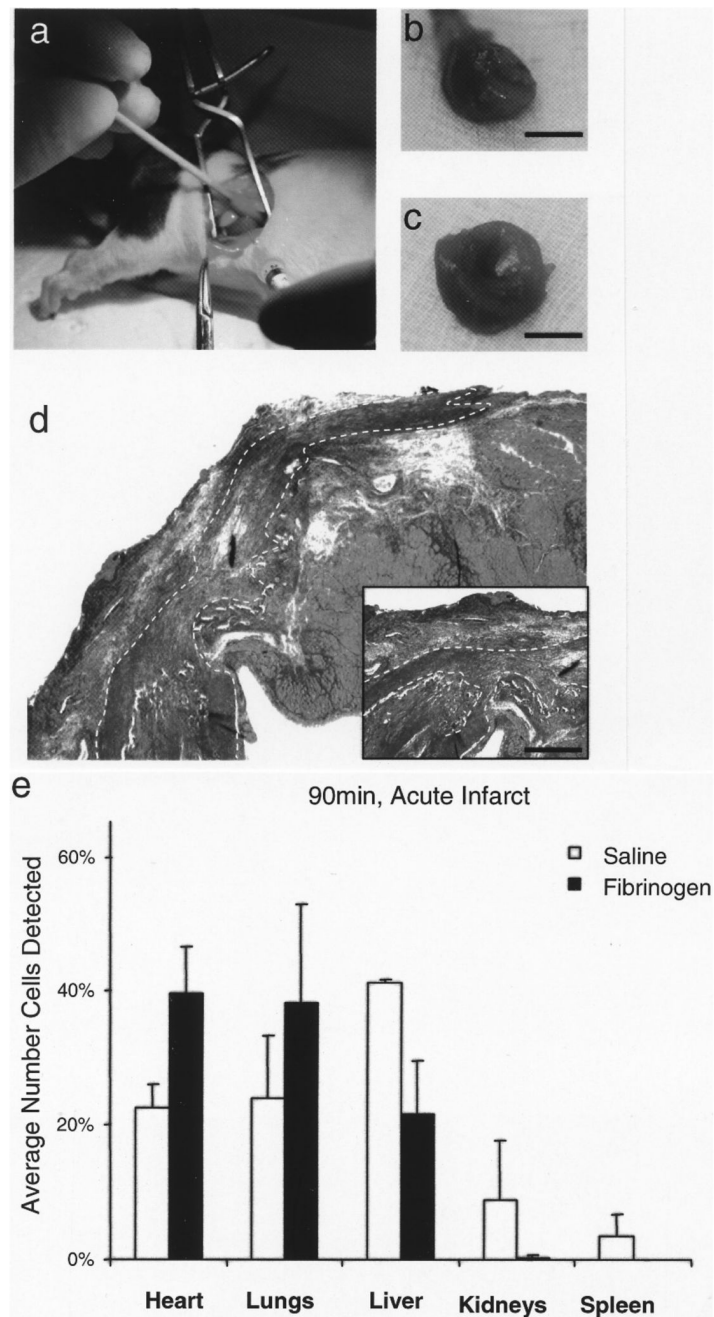 a
b
c
d
e
90min, Acute Infarct
Saline
Fibrinogen
Average Number Cells Detected
60%
40%
20%
0%
Heart Lungs Liver Kidneys Spleen